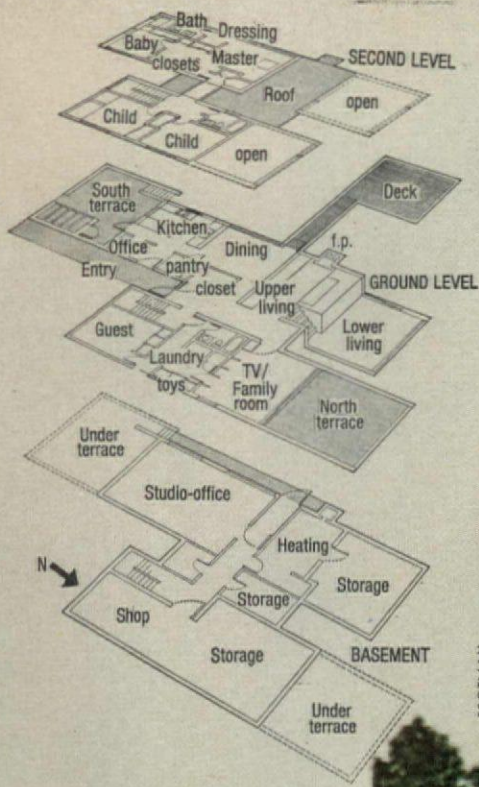 Bath
Dressing
Baby
closets
Master
SECOND LEVEL
Roof
open
Child
Child
open
South
terrace
Deck
Kitchen
Office
Dining
f.p.
Entry
pantry
closet
Upper
living
GROUND LEVEL
Guest
Lower
living
Laundry
toys
TV/
Family
room
North
terrace
Under
terrace
Studio-office
N
Heating
Storage
Storage
Shop
Storage
BASEMENT
Under
terrace